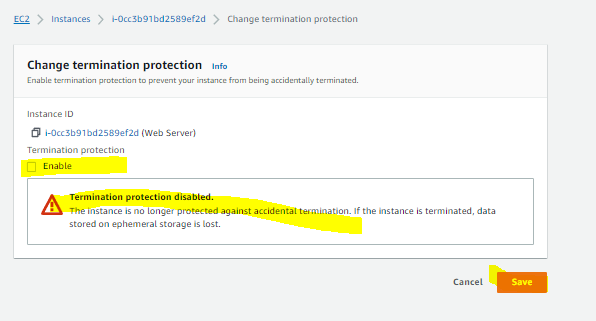 EC2 > Instances > i-0cc3b91bd2589ef2d > Change termination protection
Change termination protection Info
Enable termination protection to prevent your instance from being accidentally terminated.
Instance ID
i-0cc3b91bd2589ef2d (Web Server)
Termination protection
Enable
Termination protection disabled.
The instance is no longer protected against accidental termination. If the instance is terminated, data
stored on ephemeral storage is lost.
Cancel Save